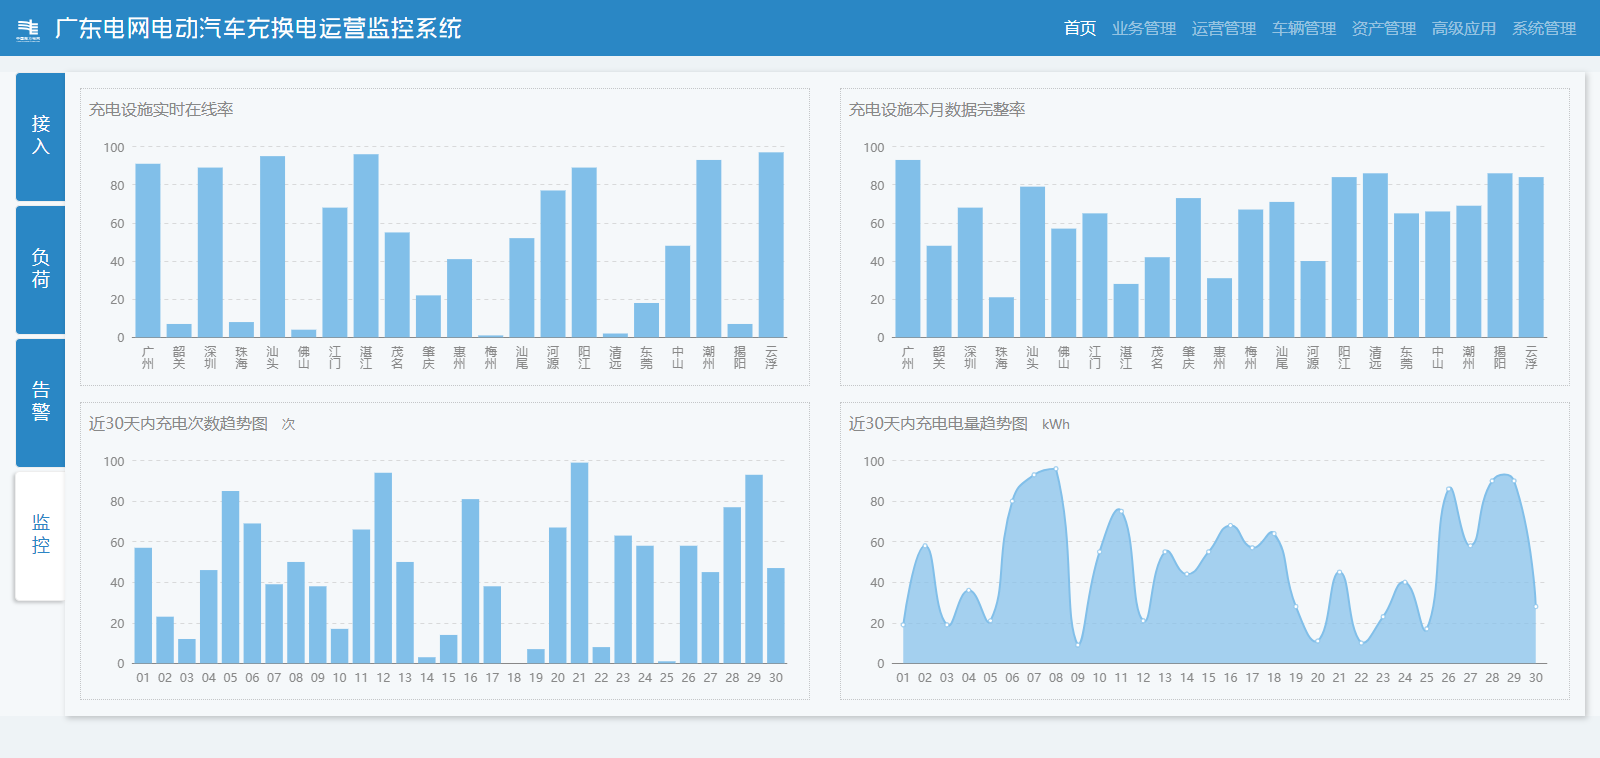 广东电网电动汽车充换电运营监控系统
首页 业务管理 运营管理 车辆管理 资产管理 高级应用 系统管理
接入
负荷
告警
监控
充电设施实时在线率
100
80
60
40
20
0
广州 韶关 深圳 珠海 汕头 佛山 江门 湛江 茂名 肇庆 惠州 梅州 汕尾 河源 阳江 清远 东莞 中山 潮州 揭阳 云浮
充电设施本月数据完整率
100
80
60
40
20
0
广州 韶关 深圳 珠海 汕头 佛山 江门 湛江 茂名 肇庆 惠州 梅州 汕尾 河源 阳江 清远 东莞 中山 潮州 揭阳 云浮
近30天内充电次数趋势图 次
100
80
60
40
20
0
01 02 03 04 05 06 07 08 09 10 11 12 13 14 15 16 17 18 19 20 21 22 23 24 25 26 27 28 29 30
近30天内充电电量趋势图 kWh
100
80
60
40
20
0
01 02 03 04 05 06 07 08 09 10 11 12 13 14 15 16 17 18 19 20 21 22 23 24 25 26 27 28 29 30